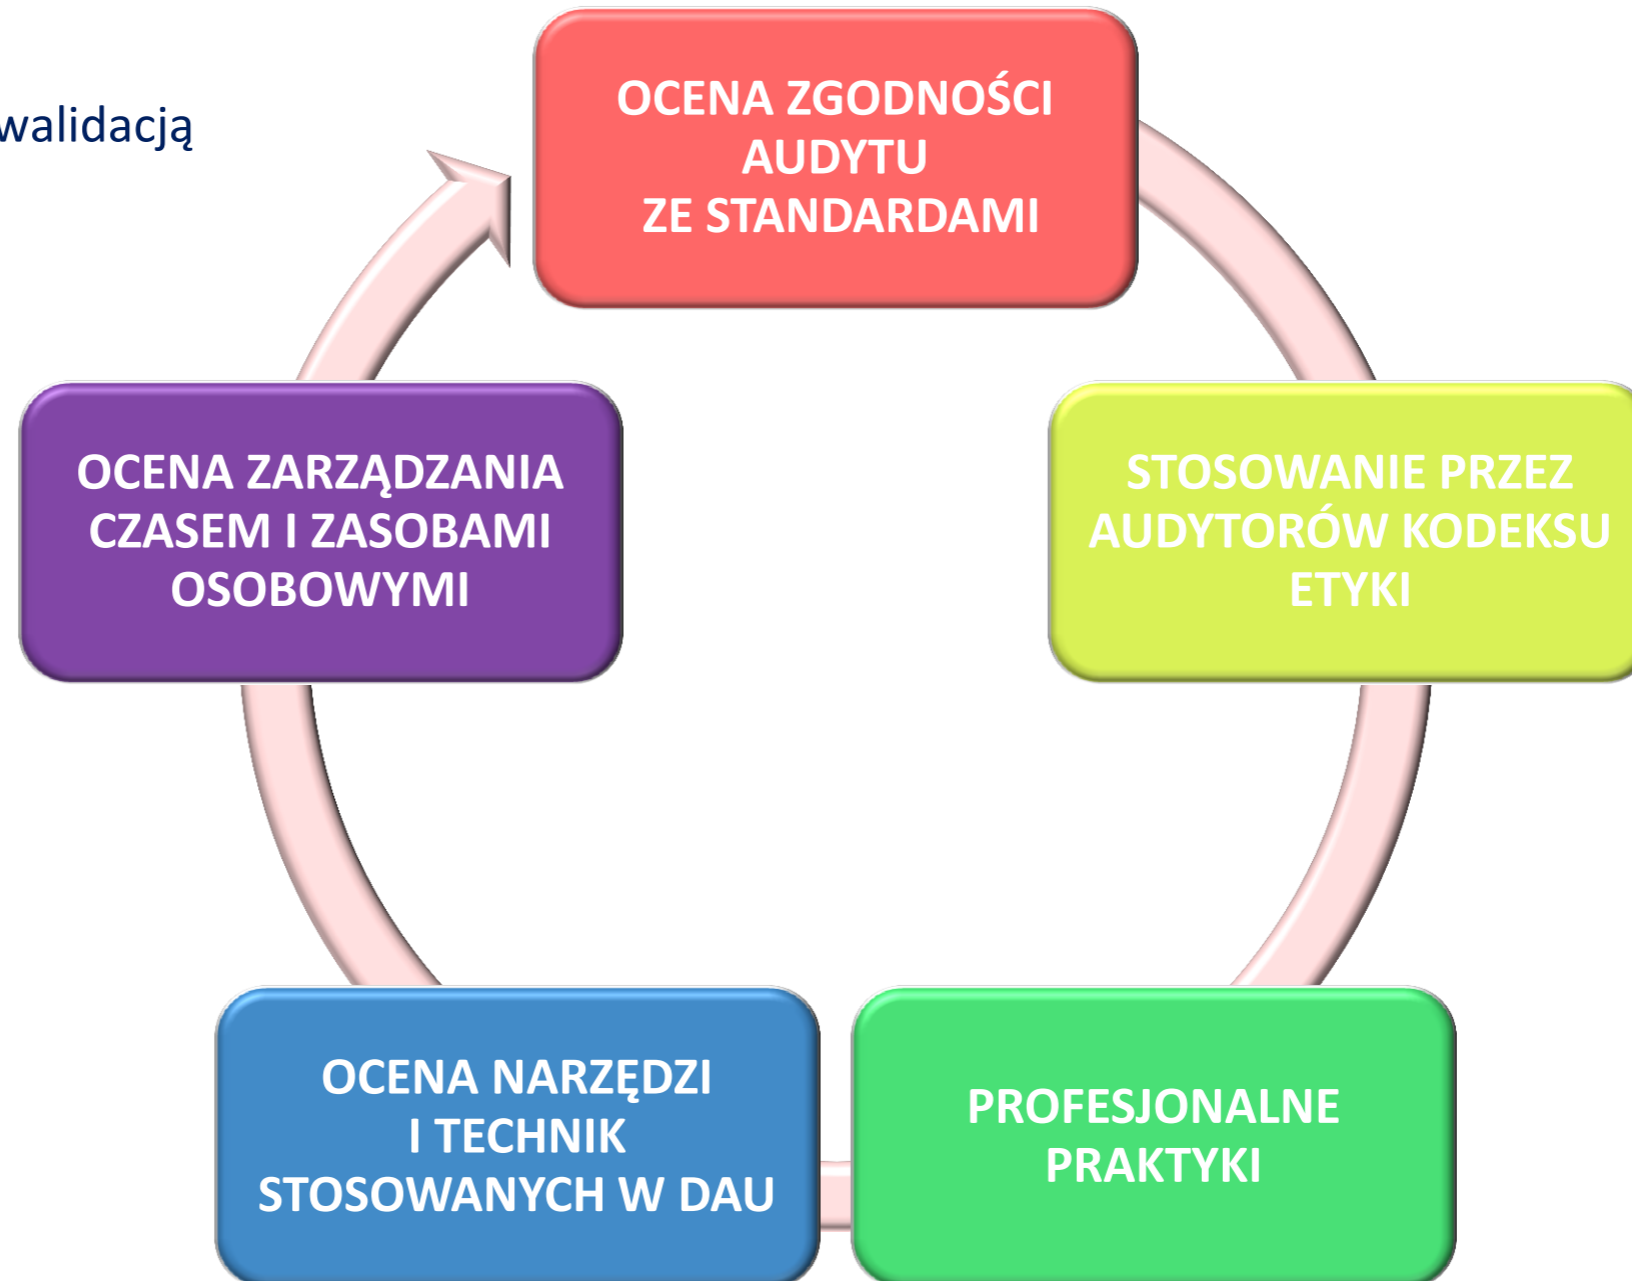 walidacją
OCENA ZGODNOŚCI
AUDYTU
ZE STANDARDAMI
STOSOWANIE PRZEZ
AUDYTORÓW KODEKSU
ETYKI
PROFESJONALNE
PRAKTYKI
OCENA NARZĘDZI
I TECHNIK
STOSOWANYCH W DAU
OCENA ZARZĄDZANIA
CZASEM I ZASOBAMI
OSOBOWYMI